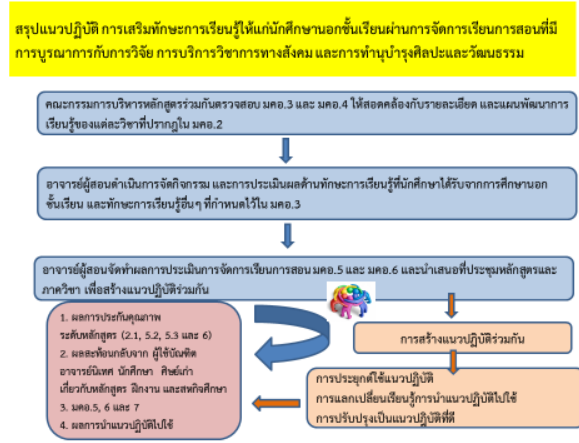 สรุปแนวปฏิบัติ การเสริมทักษะการเรียนรู้ให้แก่นักศึกษานอกชั้นเรียนผ่านการจัดการเรียนการสอนที่มี
การบูรณาการกับการวิจัย การบริการวิชาการทางสังคม และการทำนุบำรุงศิลปะและวัฒนธรรม
คณะกรรมการบริหารหลักสูตรร่วมกันตรวจสอบ มคอ.3 และ มคอ.4 ให้สอดคล้องกับรายละเอียด และแผนพัฒนาการ
เรียนรู้ของแต่ละวิชาที่ปรากฏใน มคอ.2
อาจารย์ผู้สอนดำเนินการจัดกิจกรรม และการประเมินผลด้านทักษะการเรียนรู้ที่นักศึกษาได้รับจากการศึกษานอก
ชั้นเรียน และทักษะการเรียนรู้อื่นๆ ที่กำหนดไว้ใน มคอ.3
อาจารย์ผู้สอนจัดทำผลการประเมินการจัดการเรียนการสอน มคอ.5 และ มคอ.6 และนำเสนอที่ประชุมหลักสูตรและ
ภาควิชา เพื่อสร้างแนวปฏิบัติร่วมกัน
1. ผลการประกันคุณภาพ
ระดับหลักสูตร (2.1, 5.2, 5.3 และ 6)
2. ผลสะท้อนกลับจาก ผู้ใช้บัณฑิต
อาจารย์นิเทศ นักศึกษา ศิษย์เก่า
เกี่ยวกับหลักสูตร ฝึกงาน และสหกิจศึกษา
3. มคอ.5, 6 และ 7
4. ผลการนำแนวปฏิบัติไปใช้
การสร้างแนวปฏิบัติร่วมกัน
การประยุกต์ใช้แนวปฏิบัติ
การแลกเปลี่ยนเรียนรู้การนำแนวปฏิบัติไปใช้
การปรับปรุงเป็นแนวปฏิบัติที่ดี